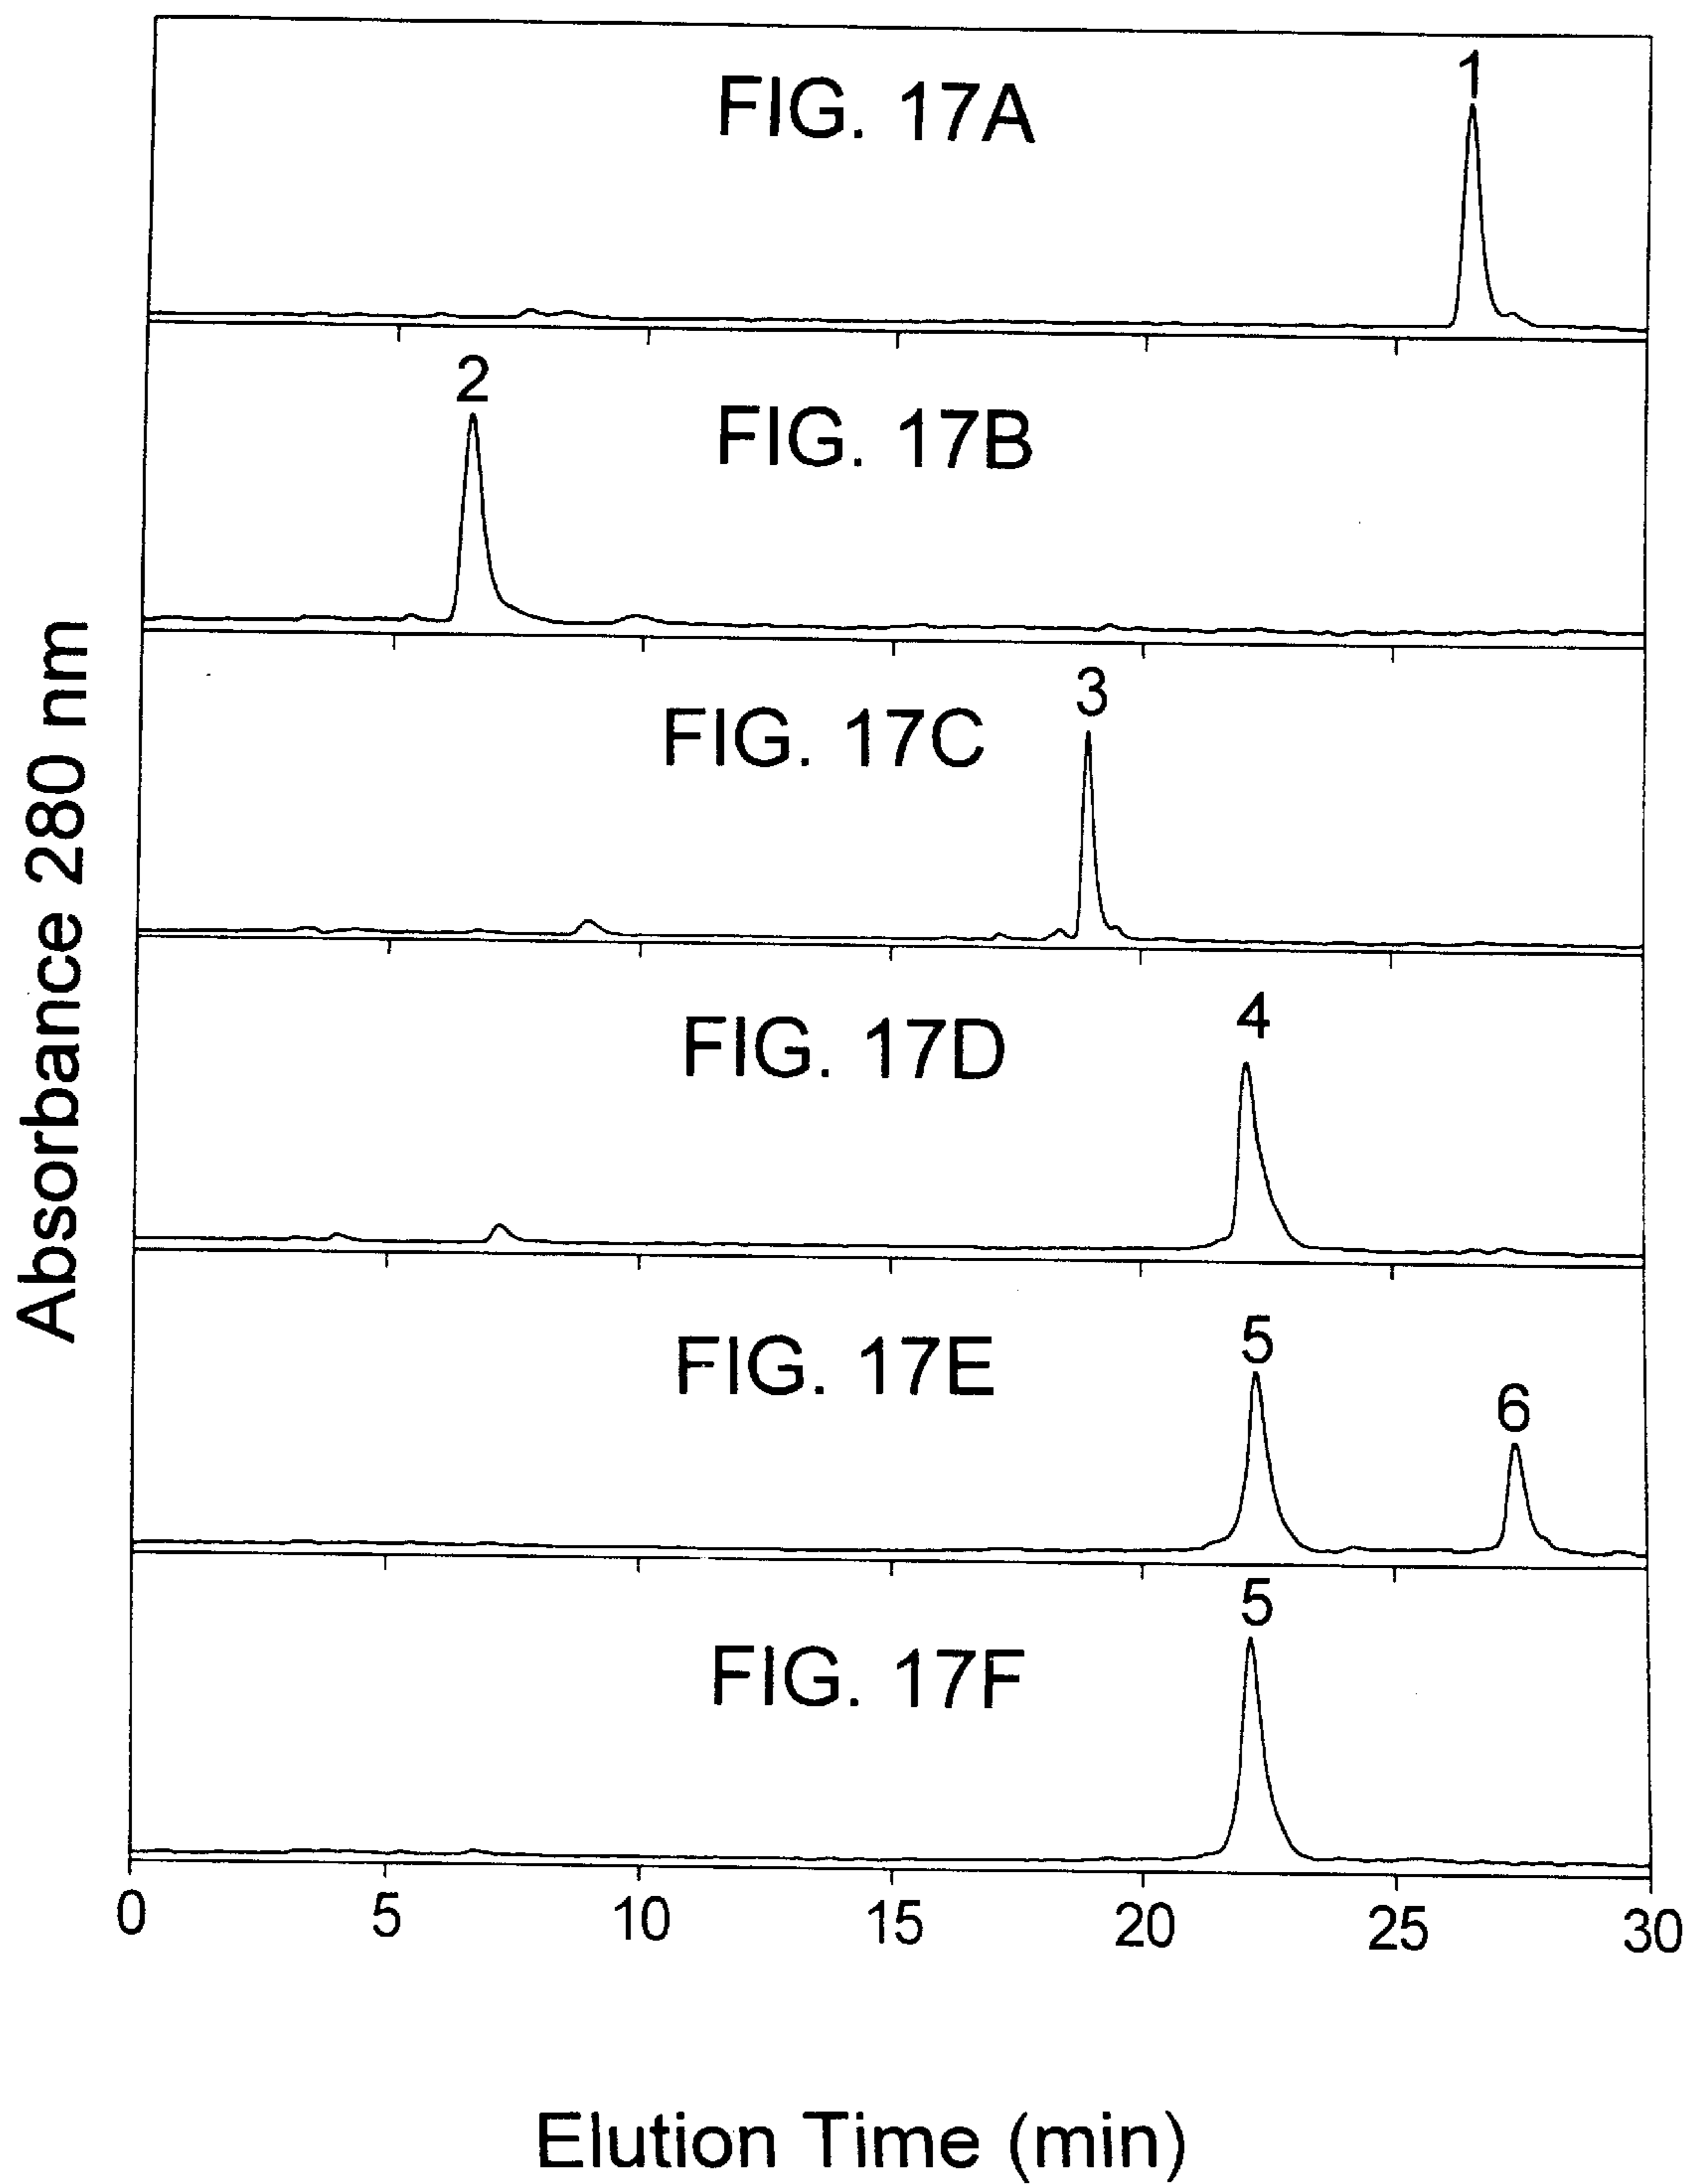 FIG. 17A
1
2
FIG. 17B
3
FIG. 17C
4
FIG. 17D
5
FIG. 17E
6
5
FIG. 17F
Absorbance 280 nm
0 5 10 15 20 25 30
Elution Time (min)